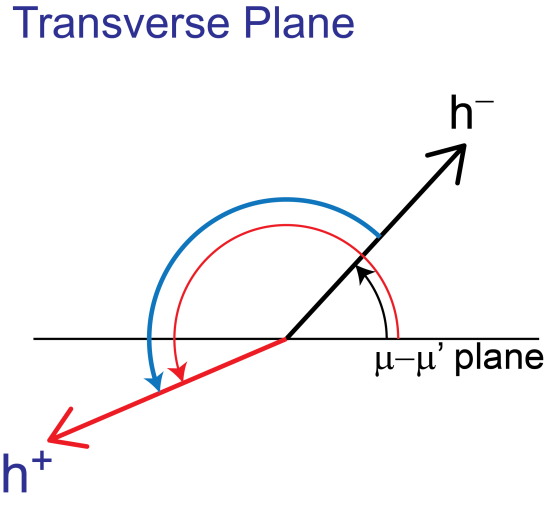 Transverse Plane
h⁻
μ–μ’ plane
h⁺